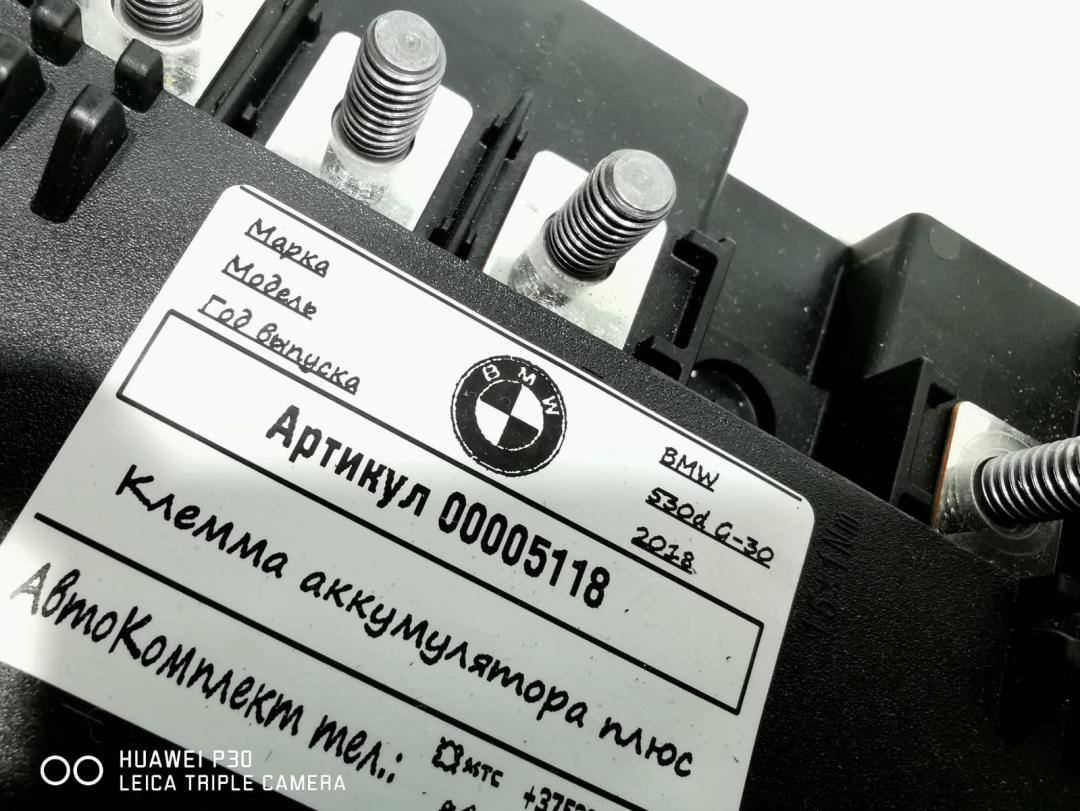 Марка
Модель
Год выпуска
BMW
BMW
530d G-30
2018
Артикул 00005118
Клемма аккумулятора плюс
АвтоКомплект тел.:
мтс
HUAWEI P30
LEICA TRIPLE CAMERA